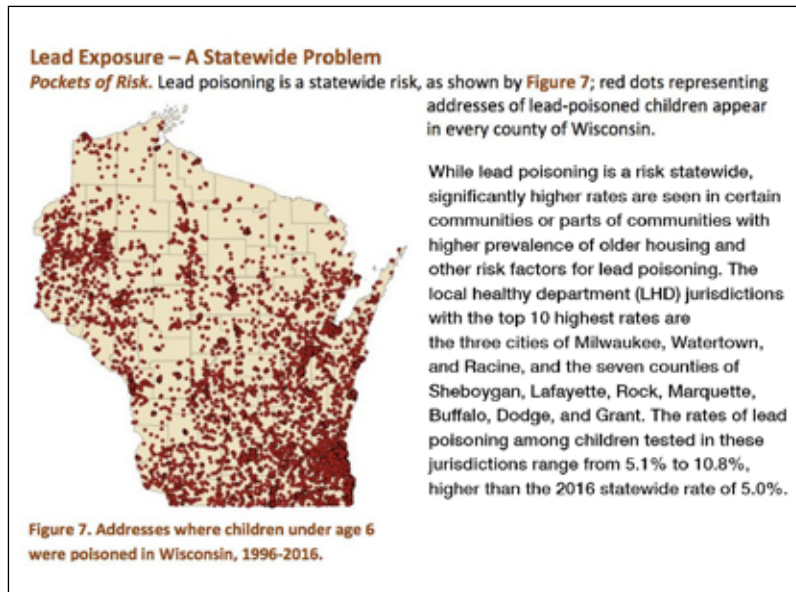 Lead Exposure – A Statewide Problem
Pockets of Risk. Lead poisoning is a statewide risk, as shown by Figure 7; red dots representing
addresses of lead-poisoned children appear
in every county of Wisconsin.
While lead poisoning is a risk statewide,
significantly higher rates are seen in certain
communities or parts of communities with
higher prevalence of older housing and
other risk factors for lead poisoning. The
local healthy department (LHD) jurisdictions
with the top 10 highest rates are
the three cities of Milwaukee, Watertown,
and Racine, and the seven counties of
Sheboygan, Lafayette, Rock, Marquette,
Buffalo, Dodge, and Grant. The rates of lead
poisoning among children tested in these
jurisdictions range from 5.1% to 10.8%,
higher than the 2016 statewide rate of 5.0%.
Figure 7. Addresses where children under age 6
were poisoned in Wisconsin, 1996-2016.